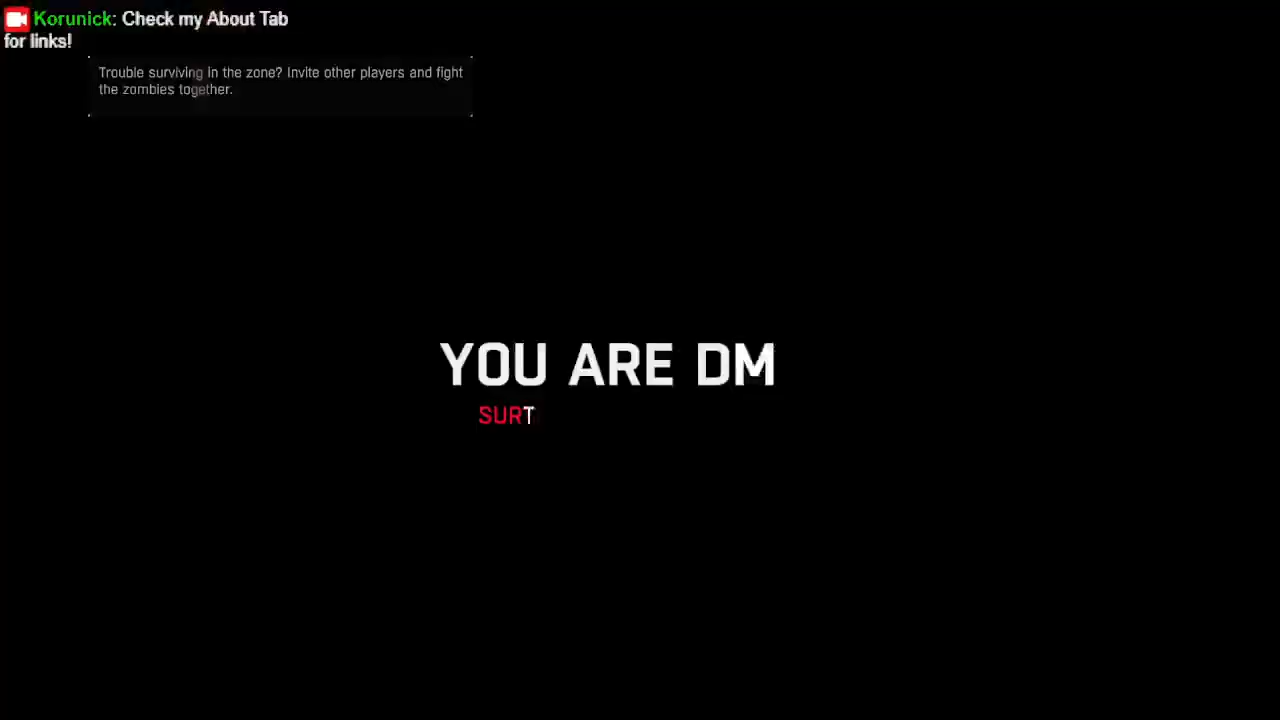 Korunick: Check my About Tab
for links!
Trouble surviving in the zone? Invite other players and fight
the zombies together.
YOU ARE DM
SURT